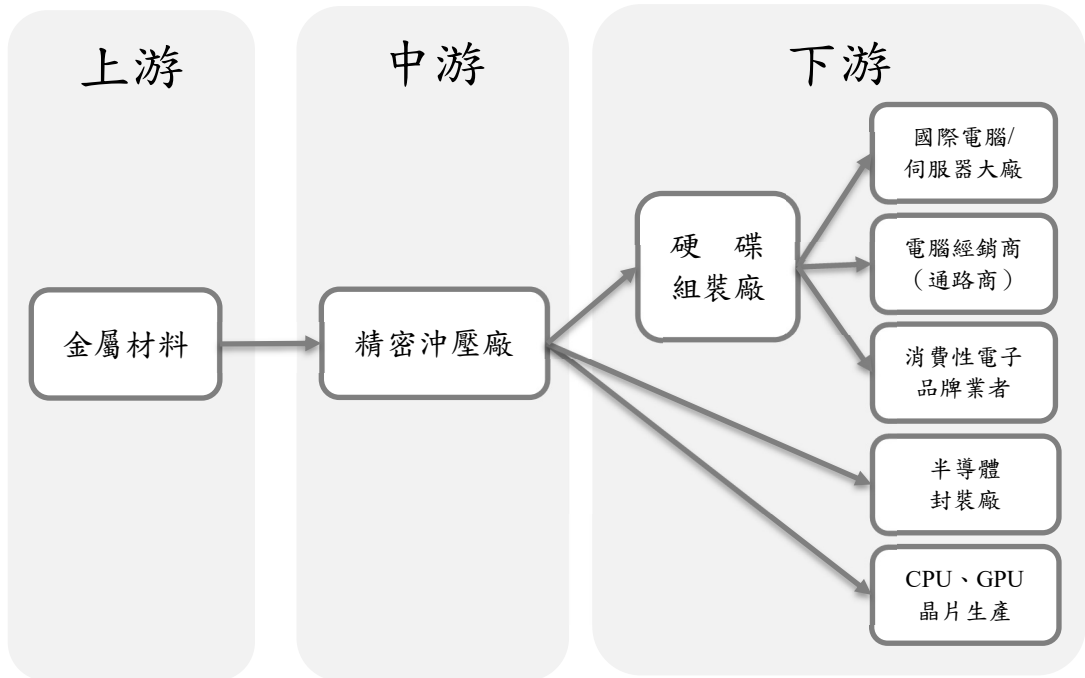 上游
中游
下游
金屬材料
精密沖壓廠
硬　碟
組裝廠
國際電腦/
伺服器大廠
電腦經銷商
（通路商）
消費性電子
品牌業者
半導體
封裝廠
CPU、GPU
晶片生產